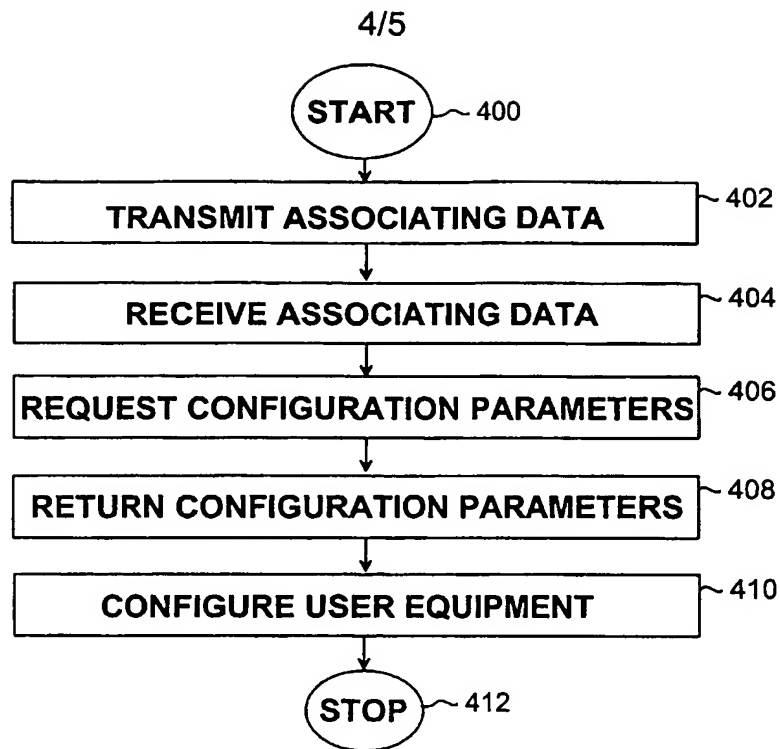 4/5
START
400
TRANSMIT ASSOCIATING DATA
402
RECEIVE ASSOCIATING DATA
404
REQUEST CONFIGURATION PARAMETERS
406
RETURN CONFIGURATION PARAMETERS
408
CONFIGURE USER EQUIPMENT
410
STOP
412